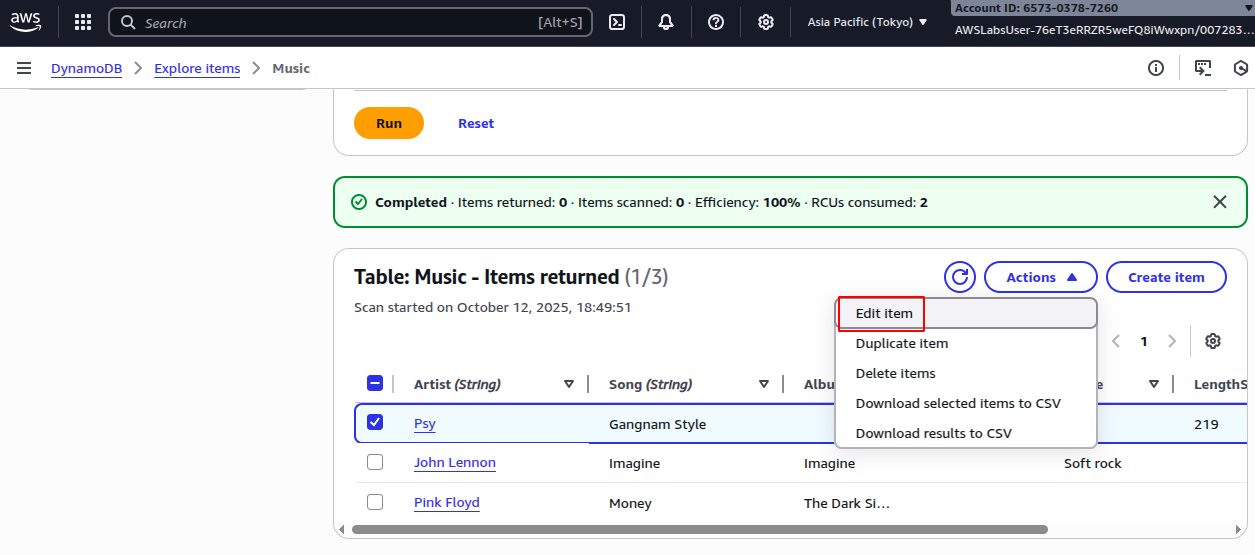 aws Search [Alt+S] Asia Pacific (Tokyo) Account ID: 6573-0378-7260
AWSLabsUser-76eT3eRRZR5weFQ8iWwxpn/007283...
DynamoDB Explore items Music
Run Reset
Completed · Items returned: 0 · Items scanned: 0 · Efficiency: 100% · RCUs consumed: 2
Table: Music - Items returned (1/3) Actions Create item
Scan started on October 12, 2025, 18:49:51
Edit item
Duplicate item
1
Delete items
Artist (String) Song (String) Albu e LengthS
Download selected items to CSV
Psy Gangnam Style 219
Download results to CSV
John Lennon Imagine Imagine Soft rock
Pink Floyd Money The Dark Si...